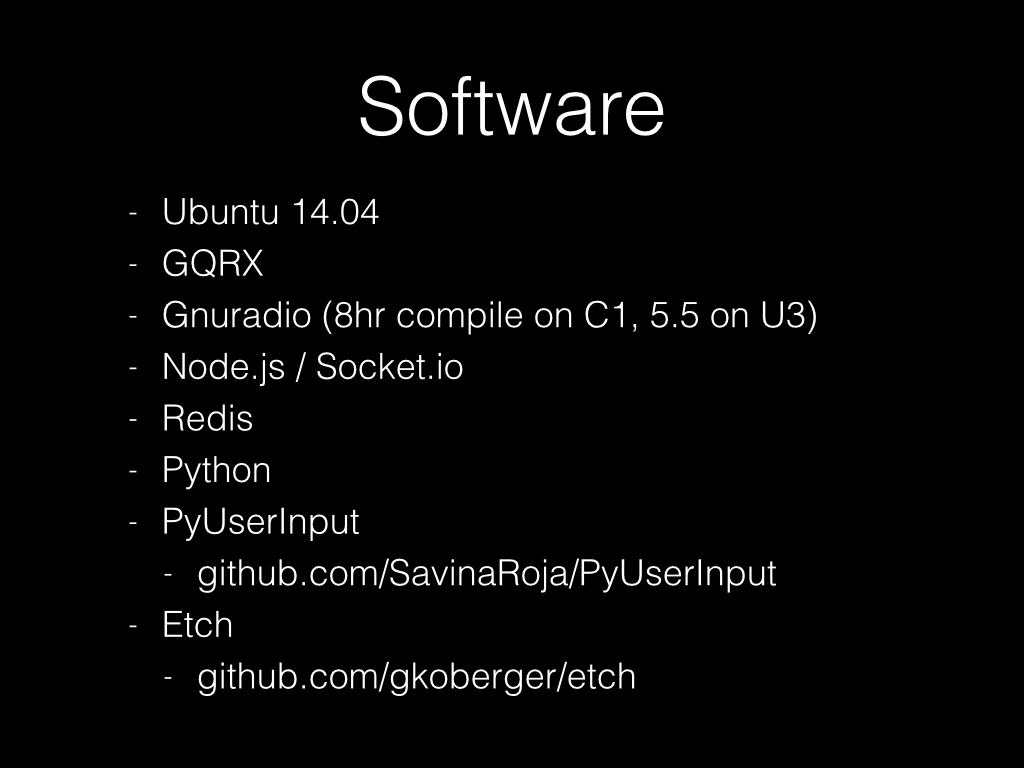 Software
- Ubuntu 14.04
- GQRX
- Gnuradio (8hr compile on C1, 5.5 on U3)
- Node.js / Socket.io
- Redis
- Python
- PyUserInput
- github.com/SavinaRoja/PyUserInput
- Etch
- github.com/gkoberger/etch